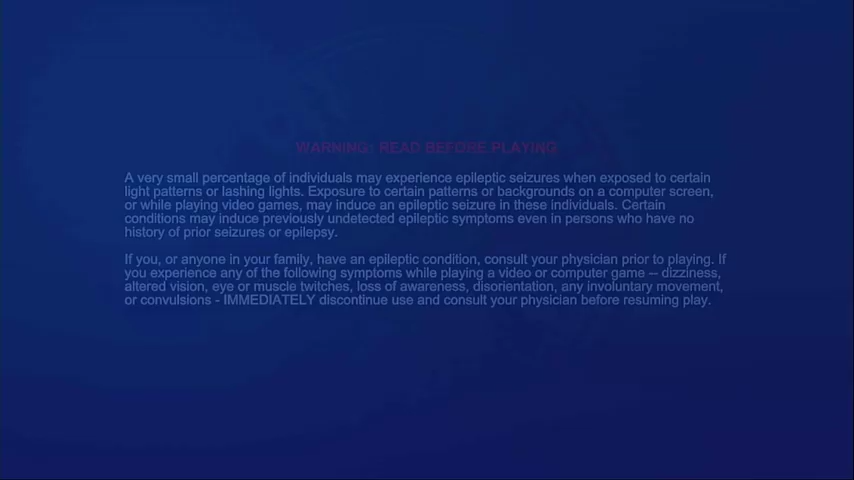 WARNING: READ BEFORE PLAYING
A very small percentage of individuals may experience epileptic seizures when exposed to certain
light patterns or lashing lights. Exposure to certain patterns or backgrounds on a computer screen,
or while playing video games, may induce an epileptic seizure in these individuals. Certain
conditions may induce previously undetected epileptic symptoms even in persons who have no
history of prior seizures or epilepsy.
If you, or anyone in your family, have an epileptic condition, consult your physician prior to playing. If
you experience any of the following symptoms while playing a video or computer game -- dizziness,
altered vision, eye or muscle twitches, loss of awareness, disorientation, any involuntary movement,
or convulsions - IMMEDIATELY discontinue use and consult your physician before resuming play.